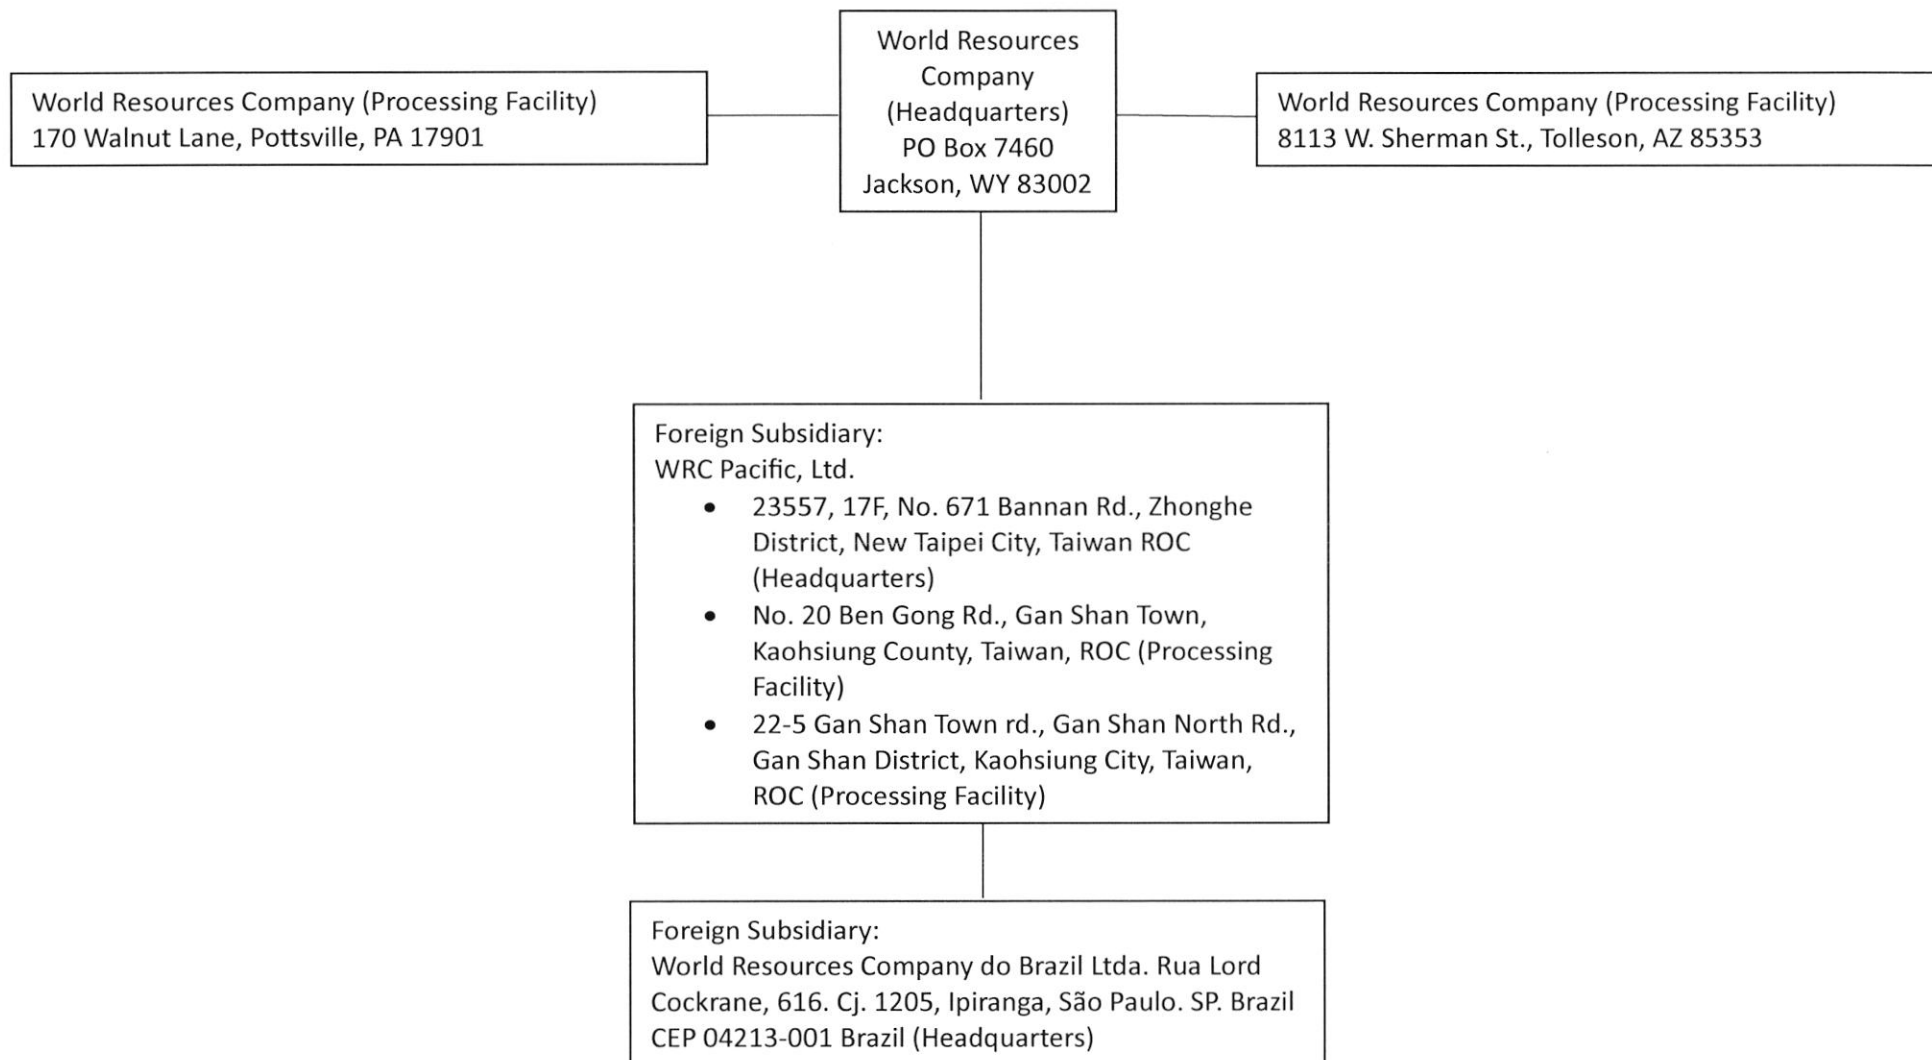 World Resources
Company
(Headquarters)
PO Box 7460
Jackson, WY 83002
World Resources Company (Processing Facility)
170 Walnut Lane, Pottsville, PA 17901
World Resources Company (Processing Facility)
8113 W. Sherman St., Tolleson, AZ 85353
Foreign Subsidiary:
WRC Pacific, Ltd.
• 23557, 17F, No. 671 Bannan Rd., Zhonghe
District, New Taipei City, Taiwan ROC
(Headquarters)
• No. 20 Ben Gong Rd., Gan Shan Town,
Kaohsiung County, Taiwan, ROC (Processing
Facility)
• 22-5 Gan Shan Town rd., Gan Shan North Rd.,
Gan Shan District, Kaohsiung City, Taiwan,
ROC (Processing Facility)
Foreign Subsidiary:
World Resources Company do Brazil Ltda. Rua Lord
Cockrane, 616. Cj. 1205, Ipiranga, São Paulo. SP. Brazil
CEP 04213-001 Brazil (Headquarters)